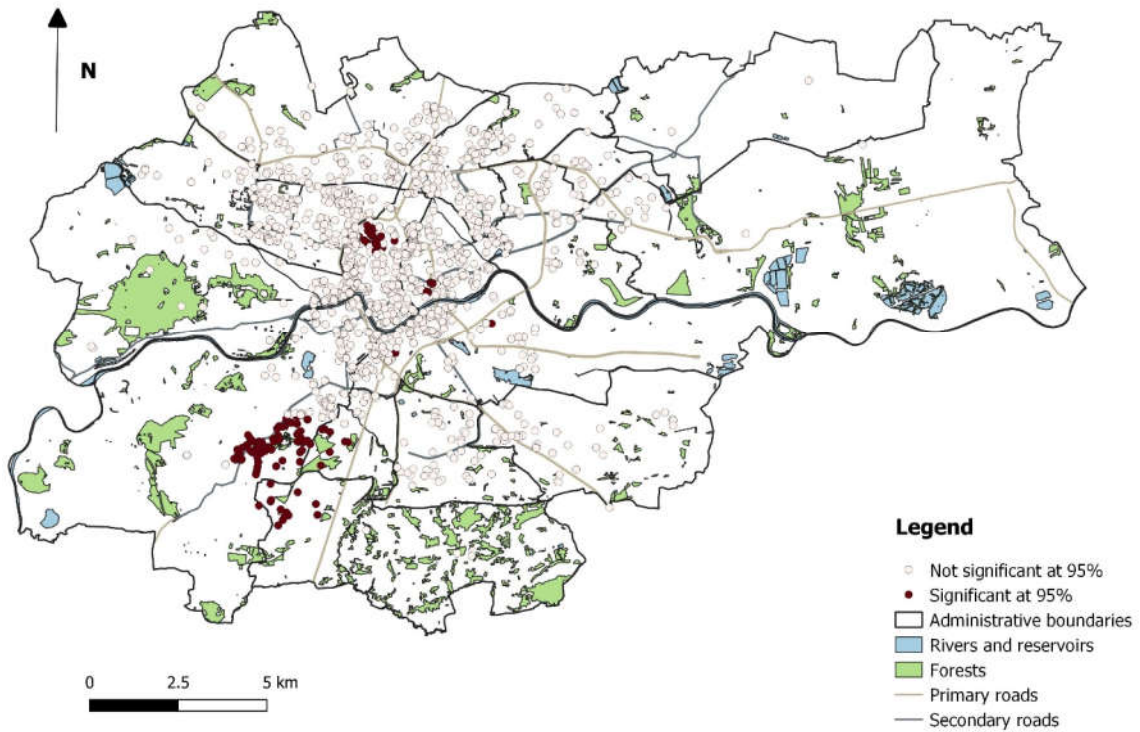 N
Legend
Not significant at 95%
Significant at 95%
Administrative boundaries
Rivers and reservoirs
Forests
Primary roads
Secondary roads
0 2.5 5 km